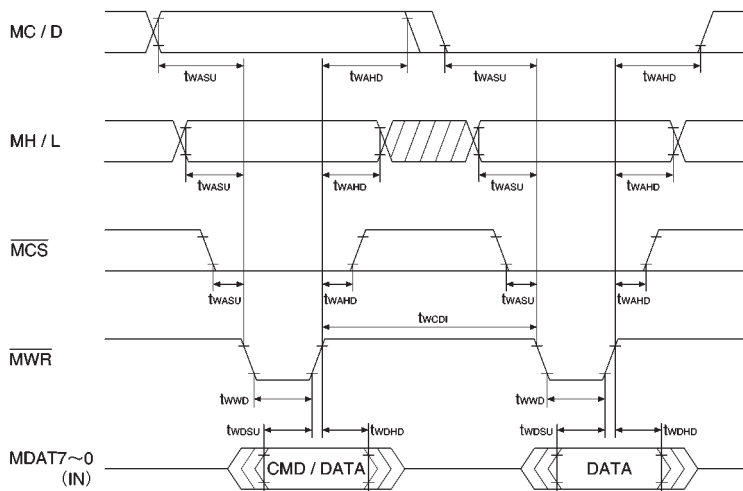 MC / D
tWASU tWAHD tWASU tWAHD
MH / L
tWASU tWAHD tWASU tWAHD
MCS
tWASU tWAHD tWASU tWAHD
tWCDI
MWR
tWWD tWWD
tWDSU tWDHD tWDSU tWDHD
MDAT7～0
(IN)
CMD / DATA DATA